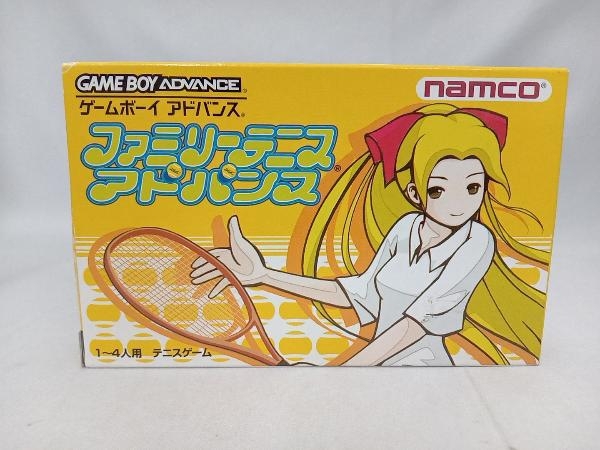 GAME BOY ADVANCE®
namco®
ゲームボーイ アドバンス®
ファミリーテニス
アドバンス®
1〜4人用 テニスゲーム